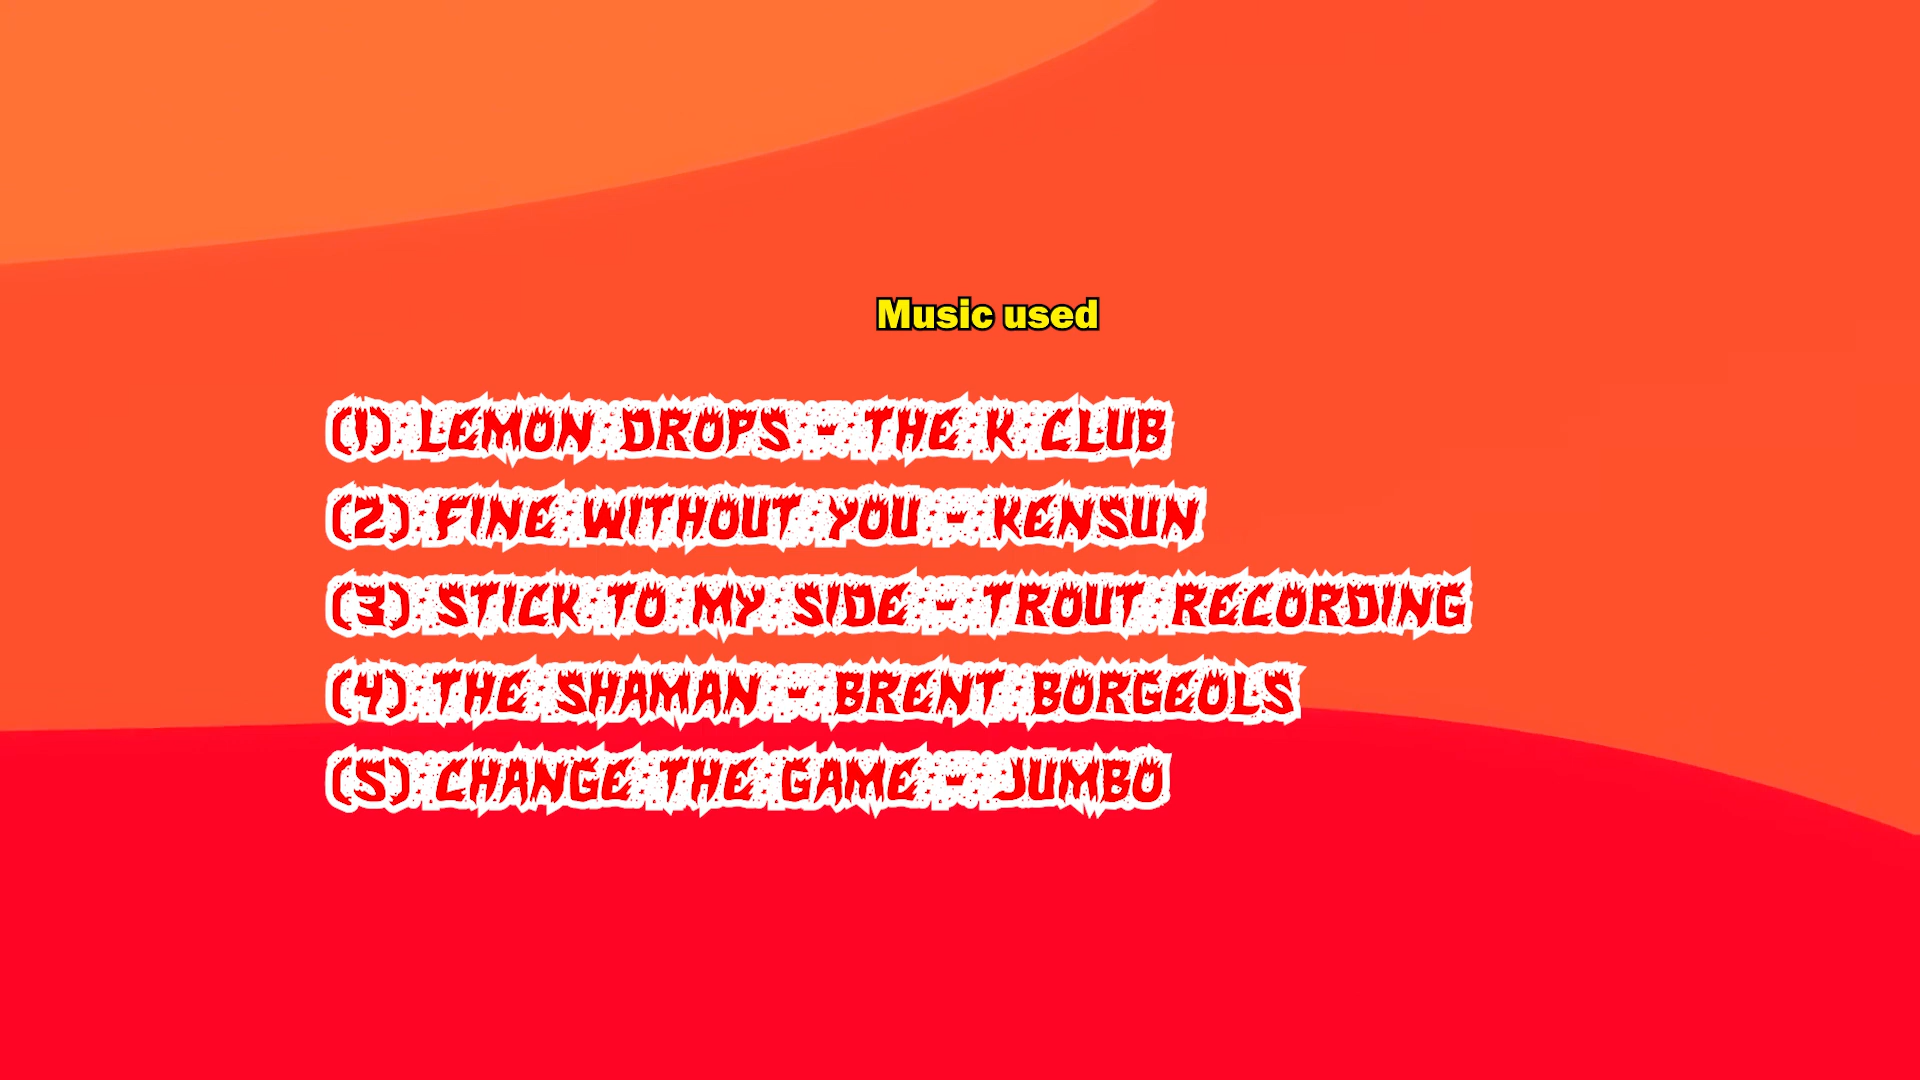 Music used
(1) LEMON DROPS - THE K CLUB
(2) FINE WITHOUT YOU - KENSUN
(3) STICK TO MY SIDE - TROUT RECORDING
(4) THE SHAMAN - BRENT BORGEOLS
(5) CHANGE THE GAME - JUMBO